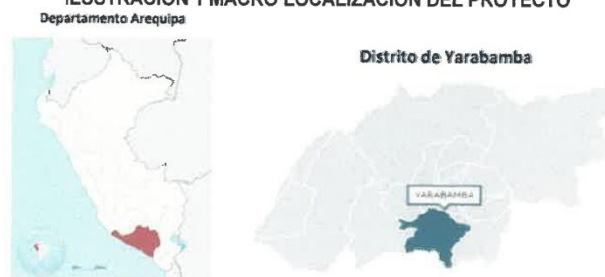 ILUSTRACIÓN 1 MACRO LOCALIZACIÓN DEL PROYECTO
Departamento Arequipa
Distrito de Yarabamba
YARABAMBA